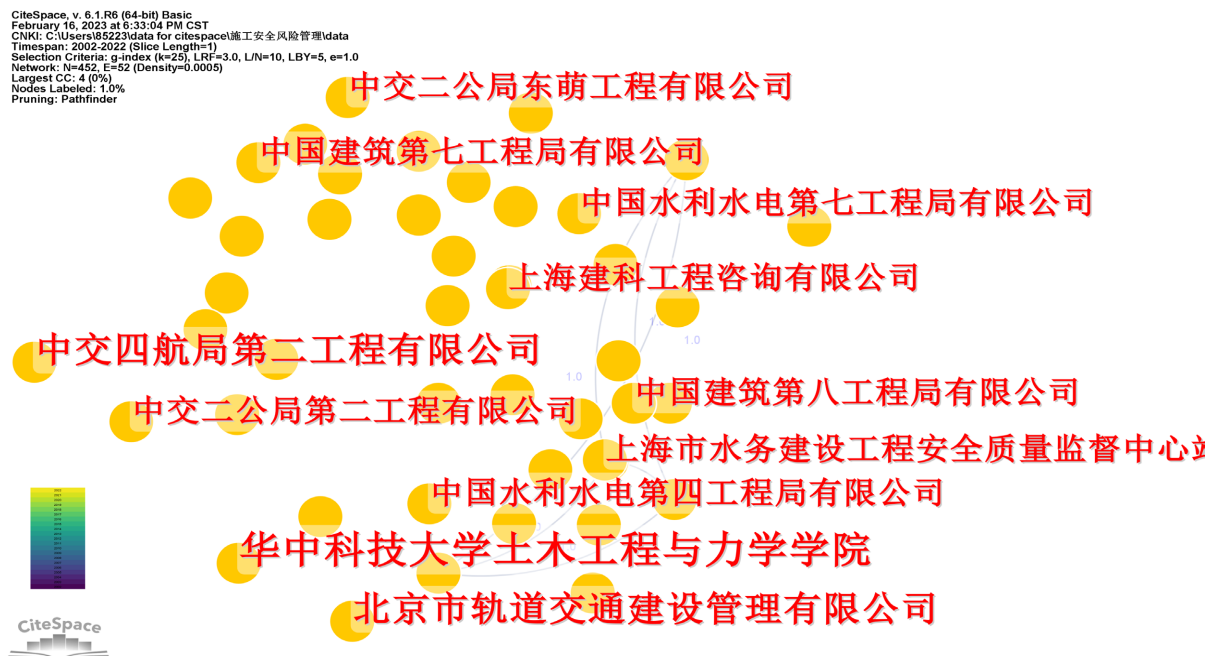 CiteSpace, v. 6.1.R6 (64-bit) Basic
February 16, 2023 at 6:33:04 PM CST
CNKI: C:\Users\85223\data for citespace\施工安全风险管理\data
Timespan: 2002-2022 (Slice Length=1)
Selection Criteria: g-index (k=25), LRF=3.0, L/N=10, LBY=5, e=1.0
Network: N=452, E=52 (Density=0.0005)
Largest CC: 4 (0%)
Nodes Labeled: 1.0%
Pruning: Pathfinder
中交二公局东萌工程有限公司
中国建筑第七工程局有限公司
中国水利水电第七工程局有限公司
上海建科工程咨询有限公司
1.0
1.0
中交四航局第二工程有限公司
1.0
中国建筑第八工程局有限公司
中交二公局第二工程有限公司
上海市水务建设工程安全质量监督中心站
中国水利水电第四工程局有限公司
华中科技大学土木工程与力学学院
北京市轨道交通建设管理有限公司
CiteSpace